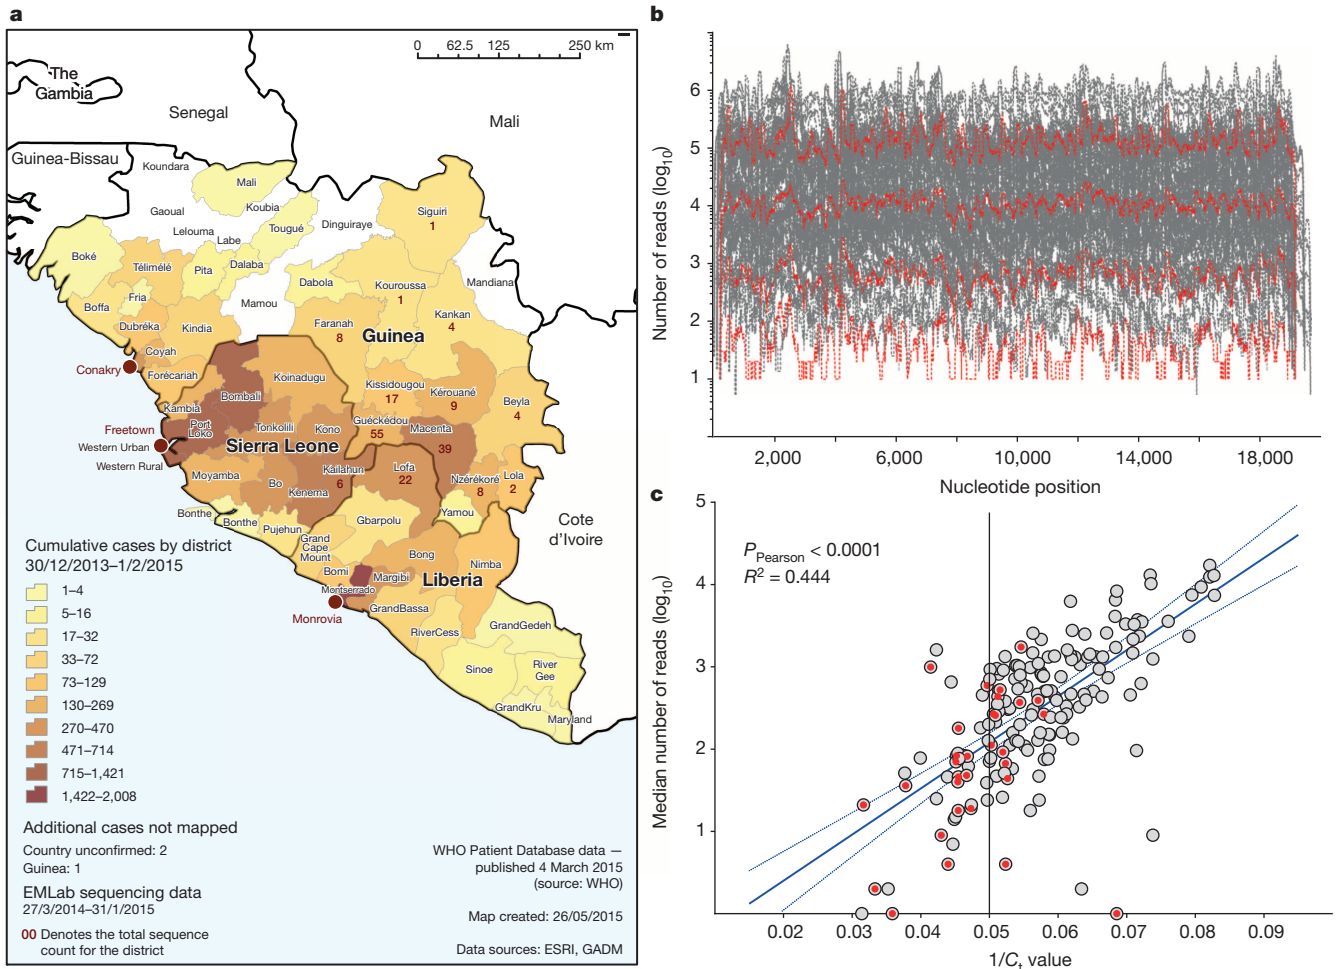 a
0 62.5 125 250 km
The
Gambia
Senegal
Mali
Guinea-Bissau
Koundara
Mali
Gaoual
Koubia
Lelouma
Labe
Tougué
Dinguiraye
Siguiri
1
Boké
Télimélé
Pita
Dalaba
Dabola
Kouroussa
1
Mandiana
Fria
Boffa
Mamou
Dubréka
Kindia
Faranah
8
Kankan
4
Guinea
Coyah
Conakry
Forécariah
Koinadugu
Kissidougou
17
Kérouané
9
Beyla
4
Bombali
Kambia
Port
Loko
Tonkolili
Kono
Guéckédou
55
Macenta
39
Freetown
Western Urban
Sierra Leone
Western Rural
Moyamba
Kailahun
6
Lofa
22
Nzérékoré
8
Lola
2
Bo
Kenema
Yamou
Bonthe
Bonthe
Pujehun
Gbarpolu
Cote
d’Ivoire
Grand
Cape
Mount
Bong
Nimba
Bomi
Margibi
Liberia
Montserrado
Monrovia
GrandBassa
RiverCess
GrandGedeh
Sinoe
River
Gee
GrandKru
Maryland
Cumulative cases by district
30/12/2013–1/2/2015
1–4
5–16
17–32
33–72
73–129
130–269
270–470
471–714
715–1,421
1,422–2,008
Additional cases not mapped
Country unconfirmed: 2
Guinea: 1
EMLab sequencing data
27/3/2014–31/1/2015
00 Denotes the total sequence
count for the district
WHO Patient Database data —
published 4 March 2015
(source: WHO)
Map created: 26/05/2015
Data sources: ESRI, GADM
b
Number of reads (log10)
6
5
4
3
2
1
2,000 6,000 10,000 14,000 18,000
Nucleotide position
c
Median number of reads (log10)
5
4
3
2
1
PPearson < 0.0001
R² = 0.444
0.02 0.03 0.04 0.05 0.06 0.07 0.08 0.09
1/Ct value